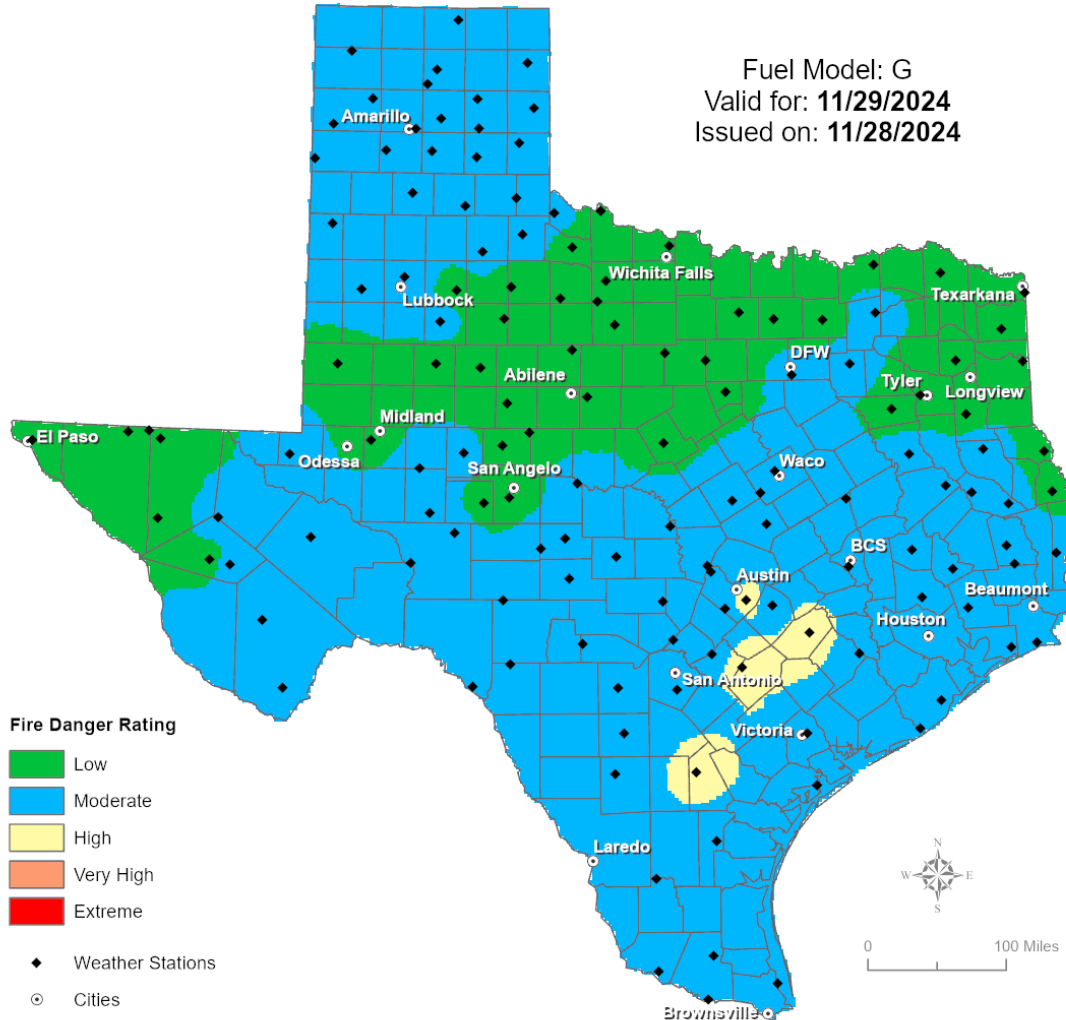 Fuel Model: G
Valid for: 11/29/2024
Issued on: 11/28/2024
Amarillo
Lubbock
Wichita Falls
Texarkana
DFW
Abilene
Tyler
Longview
Midland
El Paso
Odessa
San Angelo
Waco
BCS
Austin
Beaumont
Houston
San Antonio
Victoria
Laredo
Brownsville
Fire Danger Rating
Low
Moderate
High
Very High
Extreme
Weather Stations
Cities
N
W
E
S
0
100 Miles